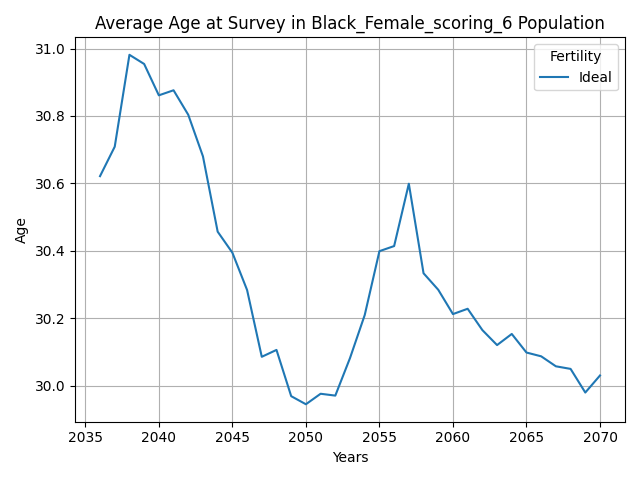 Average Age at Survey in Black_Female_scoring_6 Population
31.0
30.8
30.6
30.4
30.2
30.0
Age
Fertility
Ideal
2035 2040 2045 2050 2055 2060 2065 2070
Years